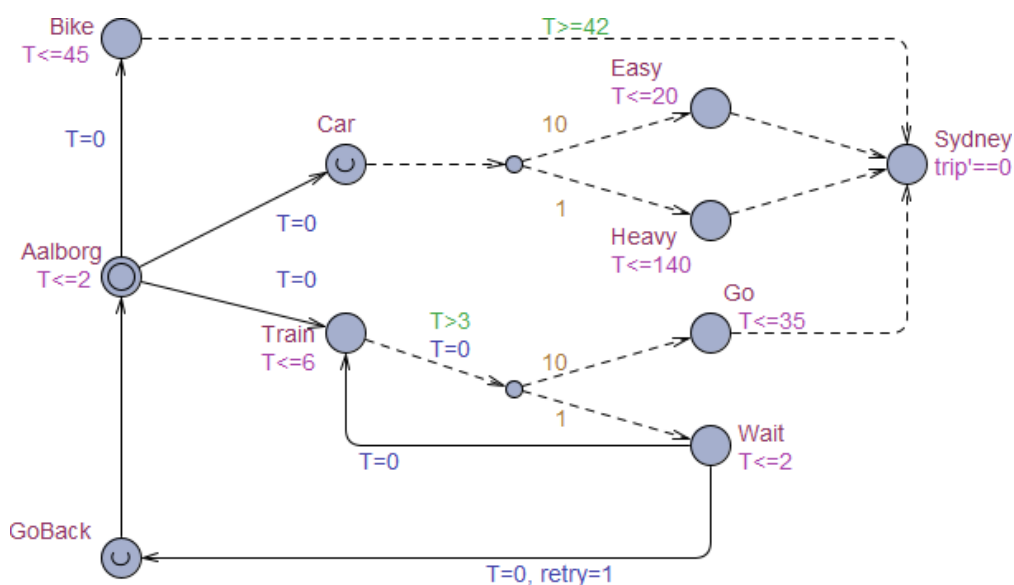 Bike
T<=45
T>=42
T=0
Car
10
Easy
T<=20
Sydney
trip'==0
1
Heavy
T<=140
T=0
Aalborg
T<=2
T=0
Train
T<=6
T>3
T=0
10
Go
T<=35
1
Wait
T<=2
T=0
GoBack
T=0, retry=1